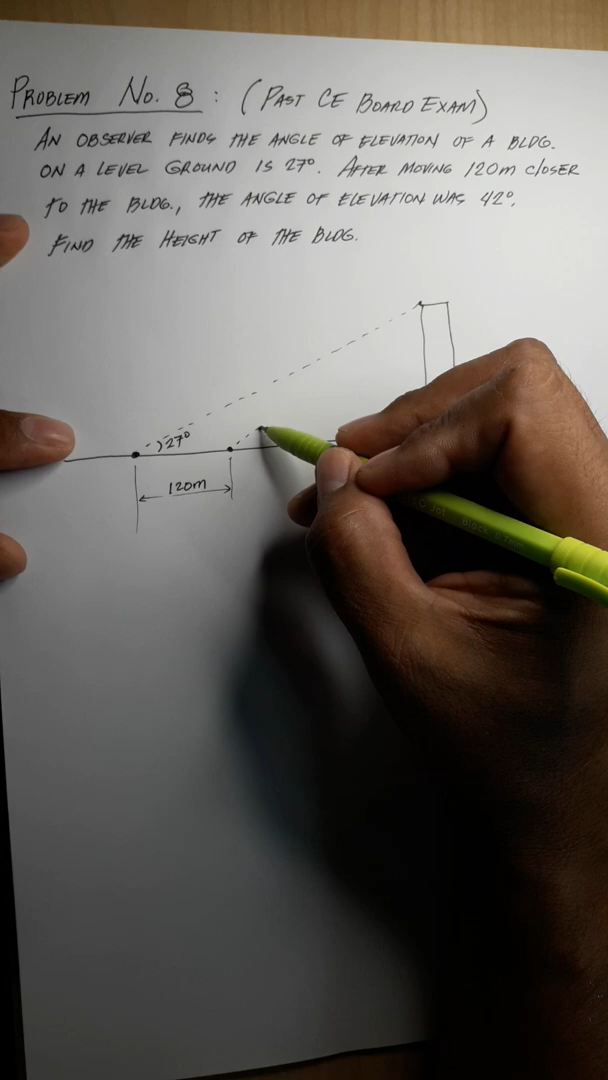 PROBLEM No. 8 : (PAST CE BOARD EXAM)
AN OBSERVER FINDS THE ANGLE OF ELEVATION OF A BLDG.
ON A LEVEL GROUND IS 27°. AFTER MOVING 120m CLOSER
TO THE BLDG., THE ANGLE OF ELEVATION WAS 42°.
FIND THE HEIGHT OF THE BLDG.
27°
120m